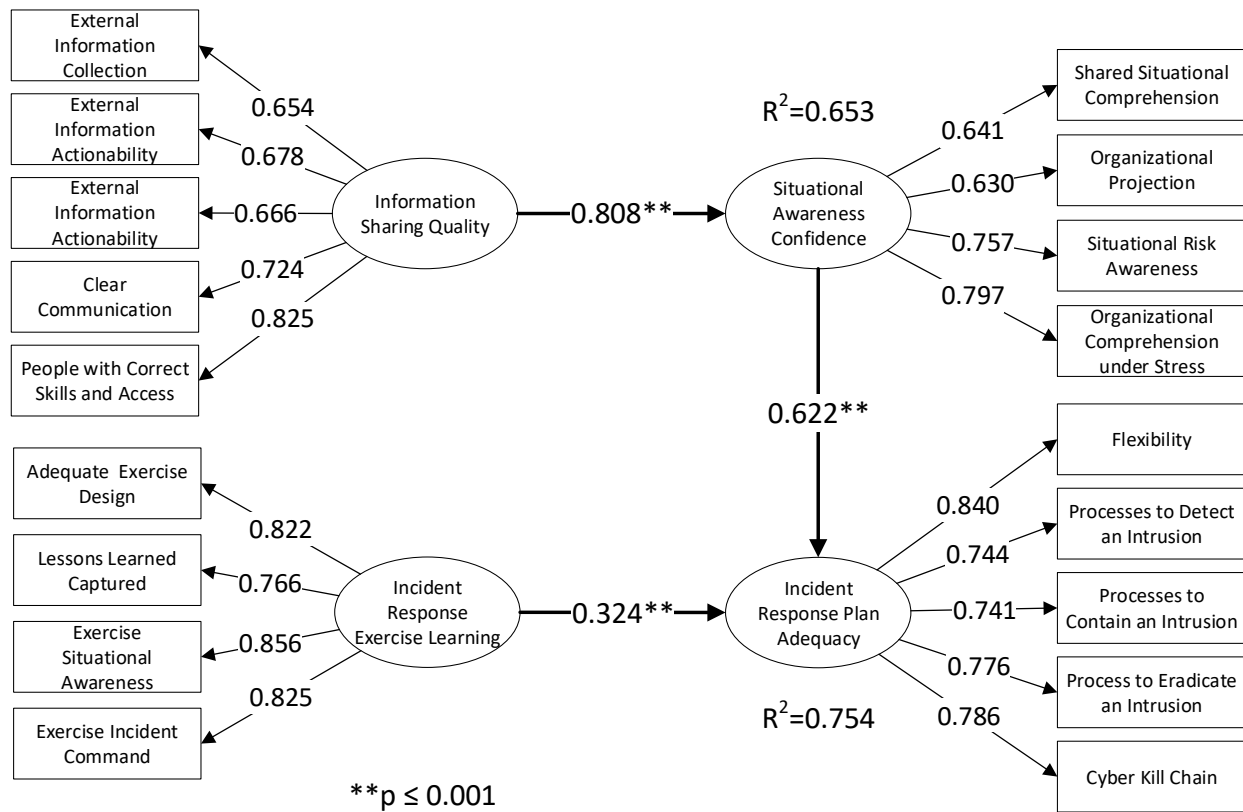 External
Information
Collection
External
Information
Actionability
External
Information
Actionability
Clear
Communication
People with Correct
Skills and Access
0.654
0.678
0.666
0.724
0.825
Information
Sharing Quality
0.808**
R²=0.653
Situational
Awareness
Confidence
0.641
0.630
0.757
0.797
Shared Situational
Comprehension
Organizational
Projection
Situational Risk
Awareness
Organizational
Comprehension
under Stress
0.622**
Adequate Exercise
Design
Lessons Learned
Captured
Exercise
Situational
Awareness
Exercise Incident
Command
0.822
0.766
0.856
0.825
Incident
Response
Exercise Learning
0.324**
Incident
Response Plan
Adequacy
R²=0.754
0.840
0.744
0.741
0.776
0.786
Flexibility
Processes to Detect
an Intrusion
Processes to
Contain an Intrusion
Process to Eradicate
an Intrusion
Cyber Kill Chain
**p ≤ 0.001